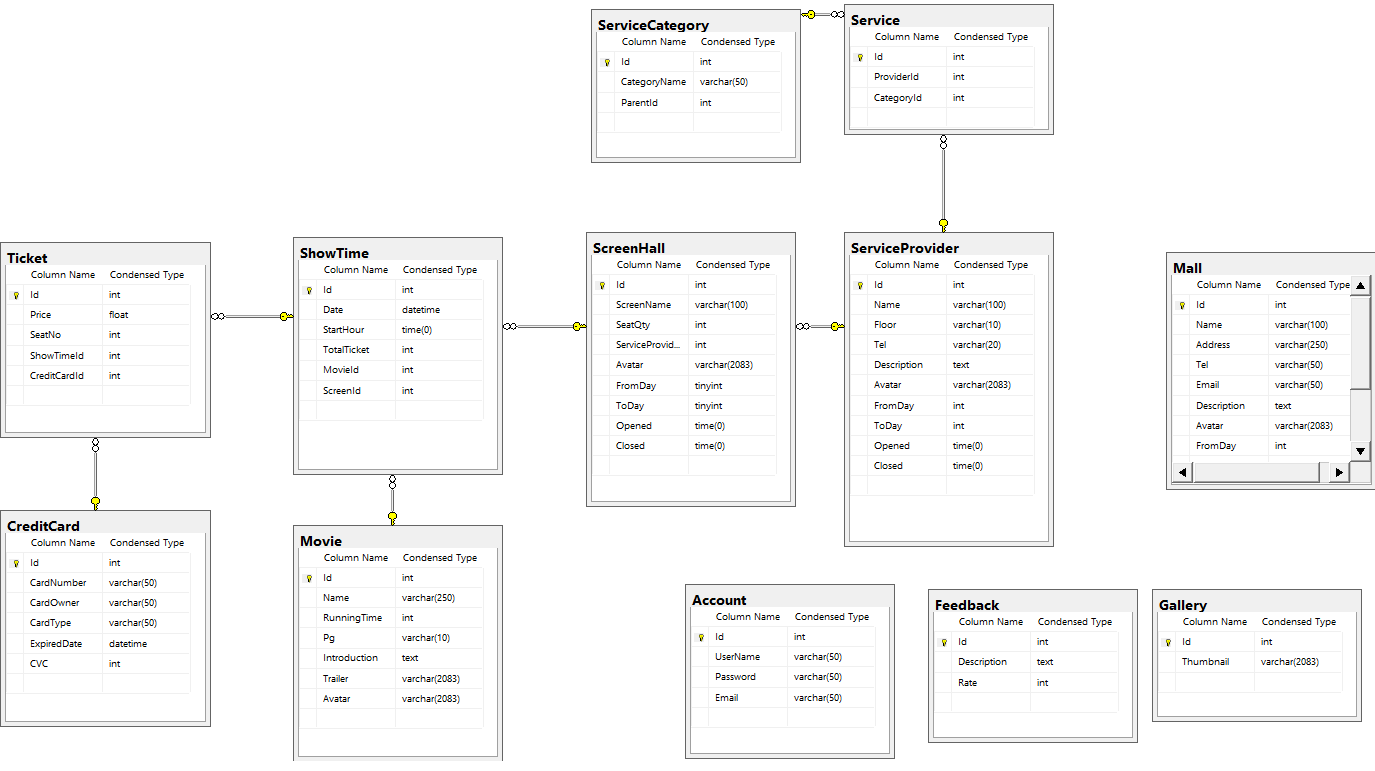 ServiceCategory
Column Name Condensed Type
Id int
CategoryName varchar(50)
ParentId int
Service
Column Name Condensed Type
Id int
ProviderId int
CategoryId int
Ticket
Column Name Condensed Type
Id int
Price float
SeatNo int
ShowTimeId int
CreditCardId int
ShowTime
Column Name Condensed Type
Id int
Date datetime
StartHour time(0)
TotalTicket int
MovieId int
ScreenId int
ScreenHall
Column Name Condensed Type
Id int
ScreenName varchar(100)
SeatQty int
ServiceProvid... int
Avatar varchar(2083)
FromDay tinyint
ToDay tinyint
Opened time(0)
Closed time(0)
ServiceProvider
Column Name Condensed Type
Id int
Name varchar(100)
Floor varchar(10)
Tel varchar(20)
Description text
Avatar varchar(2083)
FromDay int
ToDay int
Opened time(0)
Closed time(0)
Mall
Column Name Condensed Type
Id int
Name varchar(100)
Address varchar(250)
Tel varchar(50)
Email varchar(50)
Description text
Avatar varchar(2083)
FromDay int
CreditCard
Column Name Condensed Type
Id int
CardNumber varchar(50)
CardOwner varchar(50)
CardType varchar(50)
ExpiredDate datetime
CVC int
Movie
Column Name Condensed Type
Id int
Name varchar(250)
RunningTime int
Pg varchar(10)
Introduction text
Trailer varchar(2083)
Avatar varchar(2083)
Account
Column Name Condensed Type
Id int
UserName varchar(50)
Password varchar(50)
Email varchar(50)
Feedback
Column Name Condensed Type
Id int
Description text
Rate int
Gallery
Column Name Condensed Type
Id int
Thumbnail varchar(2083)